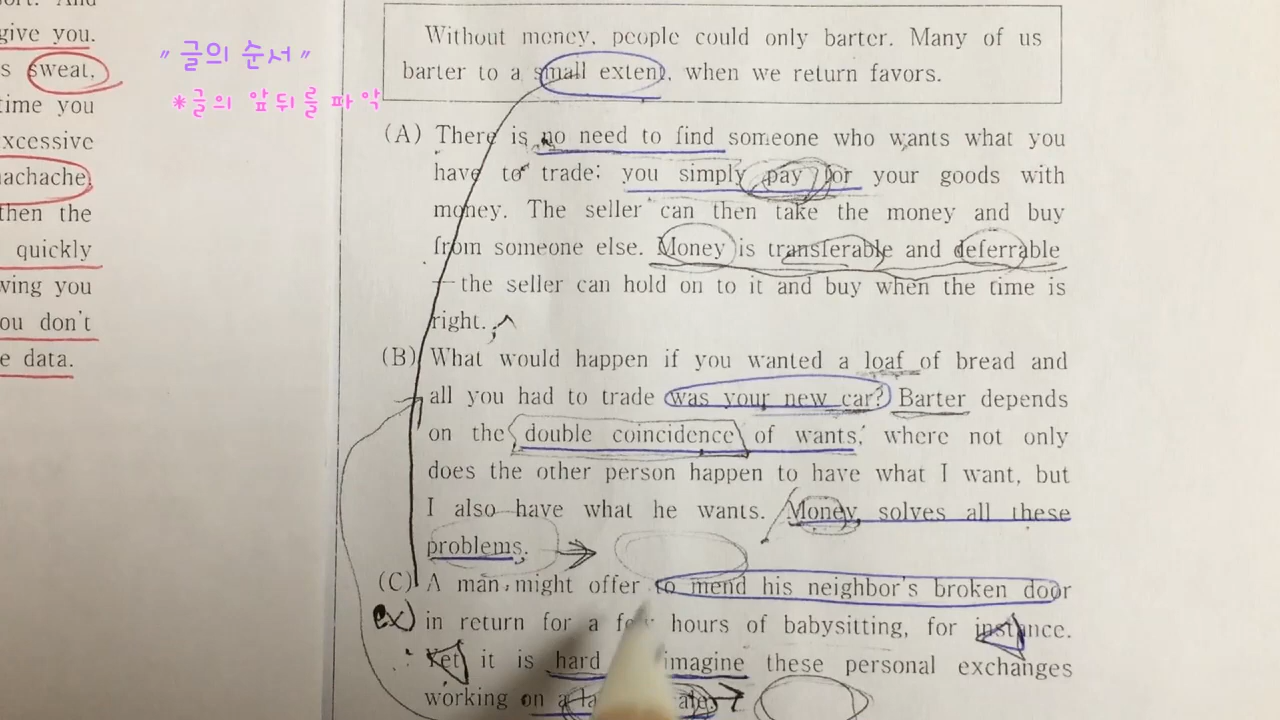 give you.
s sweat,
time you
xcessive
achache
then the
quickly
wing you
ou don't
e data.
" 글의 순서 "
*글의 앞뒤를 파악
Without money, people could only barter. Many of us
barter to a small extent, when we return favors.
(A) There is no need to find someone who wants what you
have to trade; you simply pay for your goods with
money. The seller can then take the money and buy
from someone else. Money is transferable and deferrable
— the seller can hold on to it and buy when the time is
right.
(B) What would happen if you wanted a loaf of bread and
all you had to trade was your new car? Barter depends
on the double coincidence of wants, where not only
does the other person happen to have what I want, but
I also have what he wants. Money solves all these
problems.
(C) A man might offer to mend his neighbor's broken door
ex) in return for a few hours of babysitting, for instance.
Yet it is hard imagine these personal exchanges
working on a